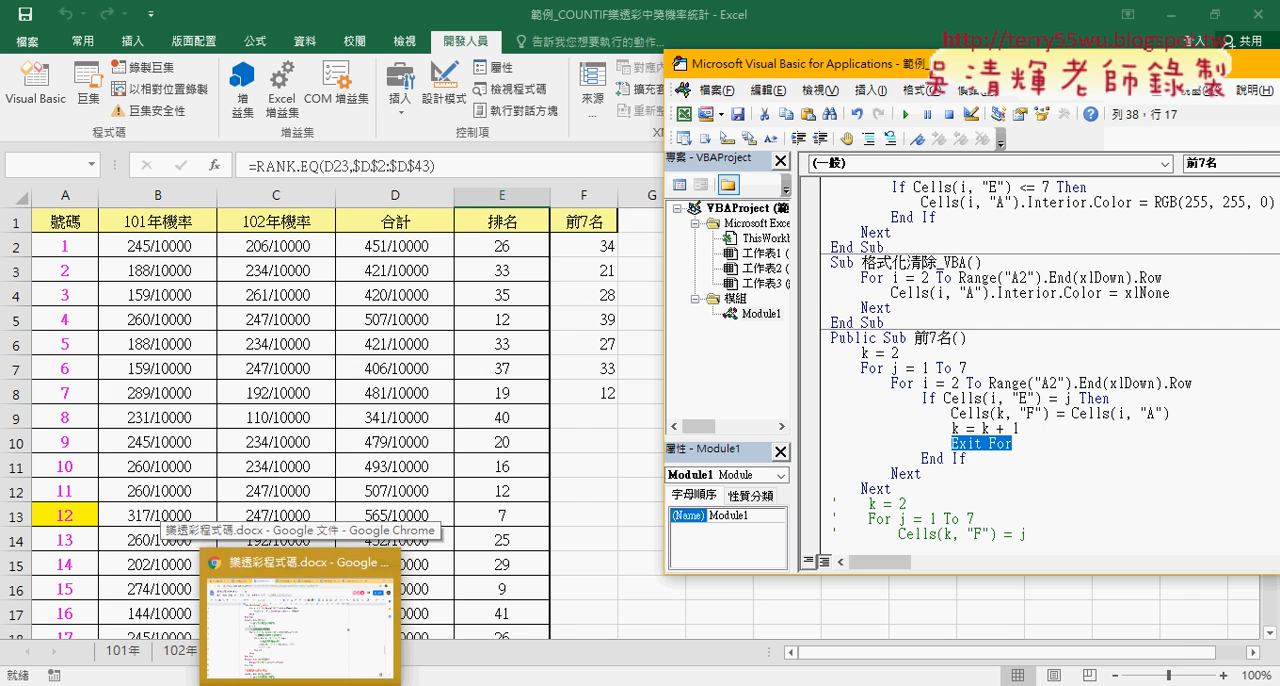 範例_COUNTIF樂透彩中獎機率統計 - Excel
檔案 常用 插入 版面配置 公式 資料 校閱 檢視 開發人員 告訴我您想要執行的動作... 登入 共用
http://terry55wu.blogspot.tw
吳清輝老師錄製
Visual Basic 巨集 錄製巨集 以相對位置錄製 巨集安全性 程式碼
增益集 Excel 增益集 COM 增益集 增益集
插入 設計模式 屬性 檢視程式碼 執行對話方塊 控制項
來源
=RANK.EQ(D23,$D$2:$D$43)
A B C D E F G
1 號碼 101年機率 102年機率 合計 排名 前7名
2 1 245/10000 206/10000 451/10000 26 34
3 2 188/10000 234/10000 421/10000 33 21
4 3 159/10000 261/10000 420/10000 35 28
5 4 260/10000 247/10000 507/10000 12 39
6 5 188/10000 234/10000 421/10000 33 27
7 6 159/10000 247/10000 406/10000 37 33
8 7 289/10000 192/10000 481/10000 19 12
9 8 231/10000 110/10000 341/10000 40
10 9 245/10000 234/10000 479/10000 20
11 10 260/10000 234/10000 493/10000 16
12 11 260/10000 247/10000 507/10000 12
13 12 317/10000 247/10000 565/10000 7
14 13 25
15 14 29
16 15
17 16 41
17 26
樂透彩程式碼.docx - Google 文件 - Google Chrome
樂透彩程式碼.docx - Google ...
101年 102年
就緒
100%
Microsoft Visual Basic for Applications - 範例_
檔案(F) 編輯(E) 檢視(V) 插入(I) 說明(H)
列 38，行 17
專案 - VBAProject
VBAProject (範
Microsoft Exce
ThisWorkb
工作表1 (
工作表2 (
工作表3 (
模組
Module1
屬性 - Module1
Module1 Module
字母順序 性質分類
(Name) Module1
(一般) 前7名
If Cells(i, "E") <= 7 Then
Cells(i, "A").Interior.Color = RGB(255, 255, 0)
End If
Next
End Sub
Sub 格式化清除_VBA()
For i = 2 To Range("A2").End(xlDown).Row
Cells(i, "A").Interior.Color = xlNone
Next
End Sub
Public Sub 前7名()
k = 2
For j = 1 To 7
For i = 2 To Range("A2").End(xlDown).Row
If Cells(i, "E") = j Then
Cells(k, "F") = Cells(i, "A")
k = k + 1
Exit For
End If
Next
Next
' k = 2
' For j = 1 To 7
' Cells(k, "F") = j